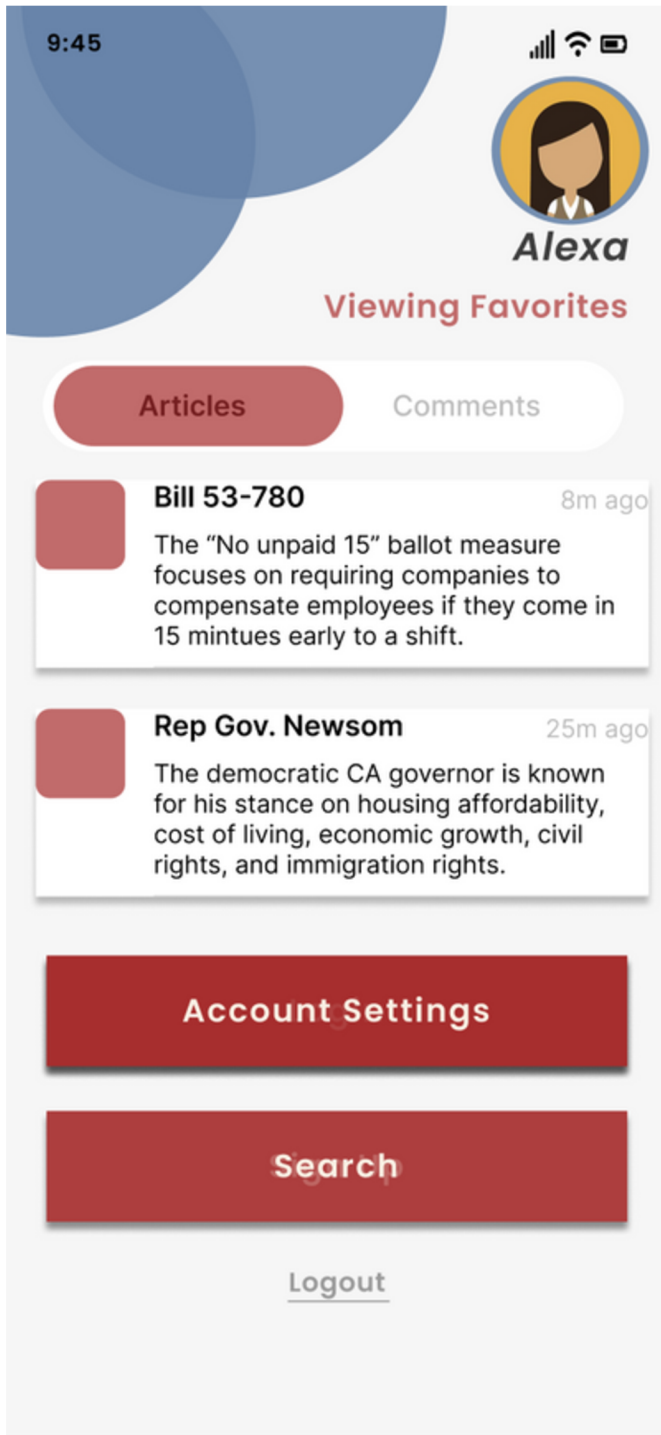 9:45
Alexa
Viewing Favorites
Articles
Comments
Bill 53-780
8m ago
The “No unpaid 15” ballot measure
focuses on requiring companies to
compensate employees if they come in
15 mintues early to a shift.
Rep Gov. Newsom
25m ago
The democratic CA governor is known
for his stance on housing affordability,
cost of living, economic growth, civil
rights, and immigration rights.
Account Settings
Search
Logout